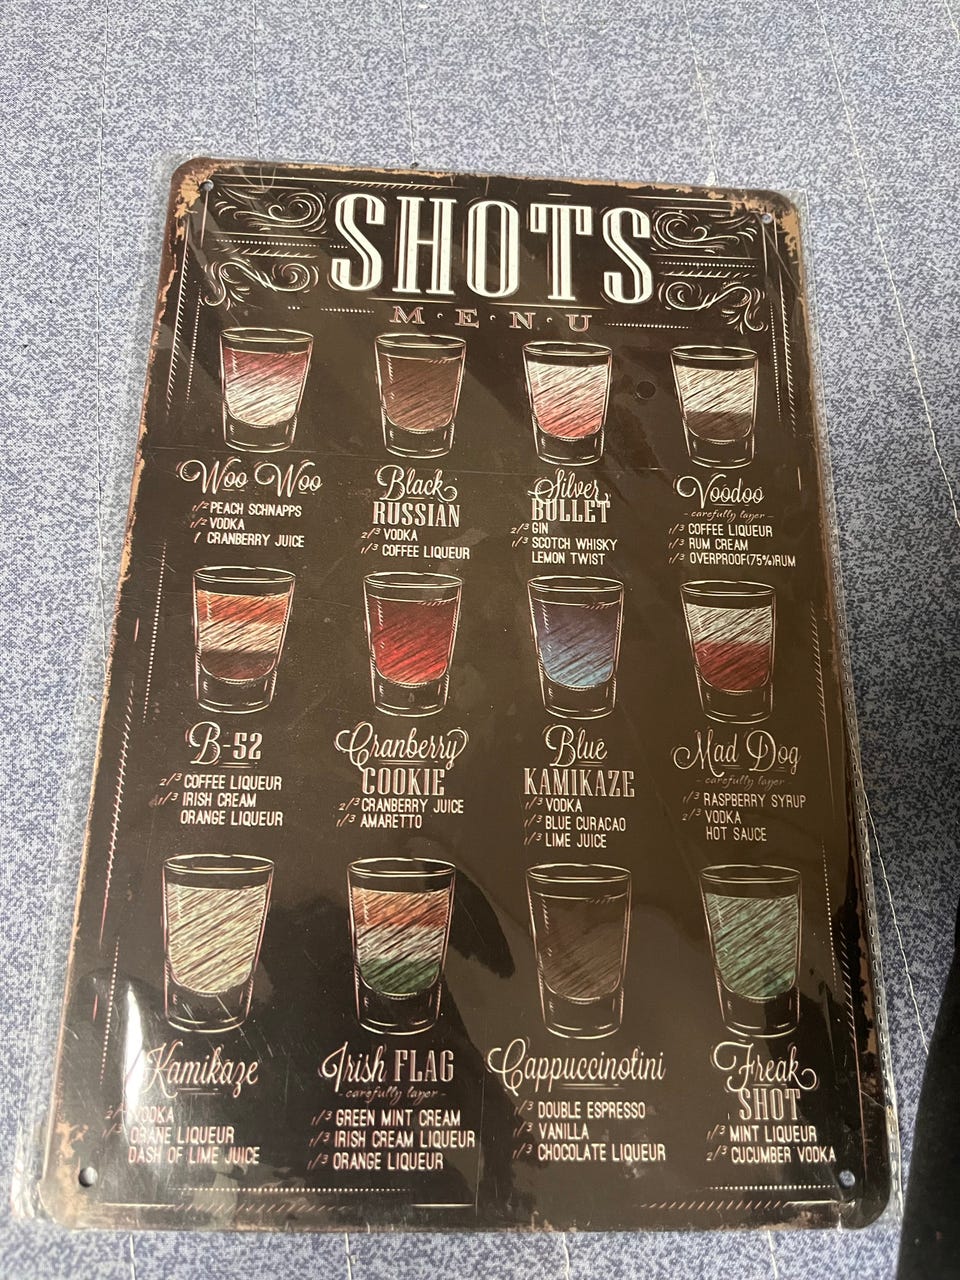 SHOTS
M·E·N·U
Woo Woo
1/2 PEACH SCHNAPPS
1/2 VODKA
/ CRANBERRY JUICE
Black
RUSSIAN
2/3 VODKA
1/3 COFFEE LIQUEUR
Silver
BULLET
2/3 GIN
1/3 SCOTCH WHISKY
LEMON TWIST
Voodoo
- carefully layer -
1/3 COFFEE LIQUEUR
1/3 RUM CREAM
1/3 OVERPROOF(75%)RUM
B-52
2/3 COFFEE LIQUEUR
1/3 IRISH CREAM
ORANGE LIQUEUR
Cranberry
COOKIE
2/3 CRANBERRY JUICE
1/3 AMARETTO
Blue
KAMIKAZE
1/3 VODKA
1/3 BLUE CURACAO
1/3 LIME JUICE
Mad Dog
- carefully layer -
1/3 RASPBERRY SYRUP
2/3 VODKA
HOT SAUCE
Kamikaze
VODKA
ORANE LIQUEUR
DASH OF LIME JUICE
Irish FLAG
- carefully layer -
1/3 GREEN MINT CREAM
1/3 IRISH CREAM LIQUEUR
1/3 ORANGE LIQUEUR
Cappuccinotini
1/3 DOUBLE ESPRESSO
1/3 VANILLA
1/3 CHOCOLATE LIQUEUR
Freak
SHOT
1/3 MINT LIQUEUR
2/3 CUCUMBER VODKA